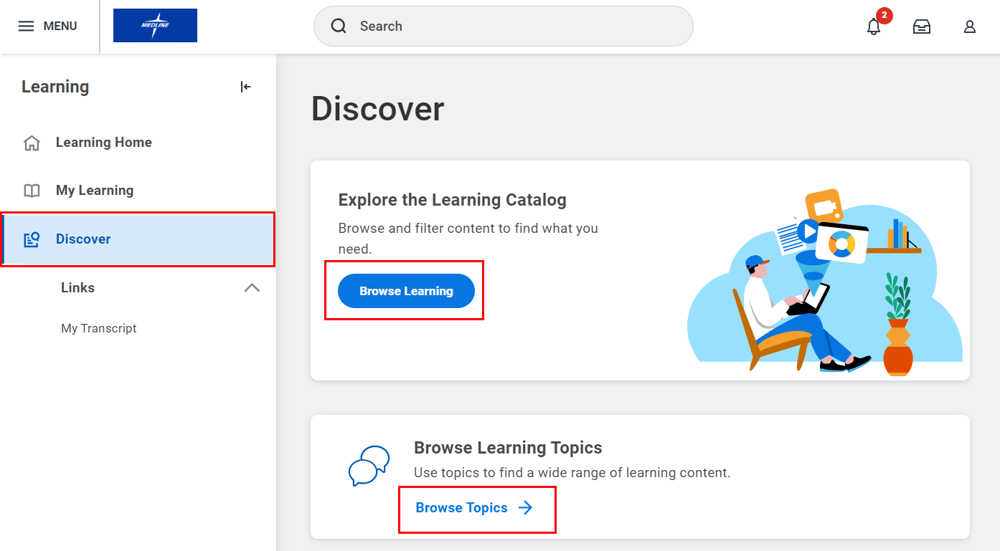 MENU
MEDLINE
Search
2
Learning
Learning Home
My Learning
Discover
Links
My Transcript
Discover
Explore the Learning Catalog
Browse and filter content to find what you
need.
Browse Learning
Browse Learning Topics
Use topics to find a wide range of learning content.
Browse Topics